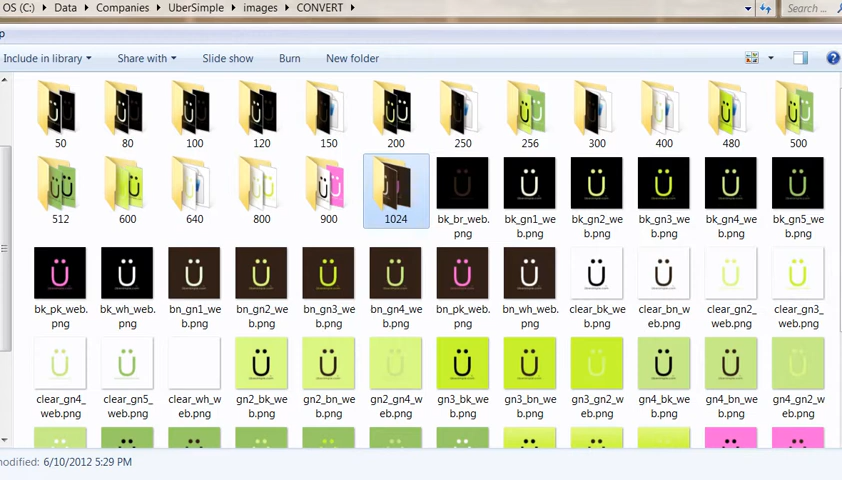 OS (C:) Data Companies UberSimple images CONVERT Search ...
p
Include in library Share with Slide show Burn New folder
50 80 100 120 150 200 250 256 300 400 480 500
512 600 640 800 900 1024 bk_br_web.png bk_gn1_web.png bk_gn2_web.png bk_gn3_web.png bk_gn4_web.png bk_gn5_web.png
bk_pk_web.png bk_wh_web.png bn_gn1_web.png bn_gn2_web.png bn_gn3_web.png bn_gn4_web.png bn_pk_web.png bn_wh_web.png clear_bk_web.png clear_bn_web.png clear_gn2_web.png clear_gn3_web.png
clear_gn4_web.png clear_gn5_web.png clear_wh_web.png gn2_bk_web.png gn2_bn_web.png gn2_gn4_web.png gn3_bk_web.png gn3_bn_web.png gn3_gn2_web.png gn4_bk_web.png gn4_bn_web.png gn4_gn2_web.png
modified: 6/10/2012 5:29 PM